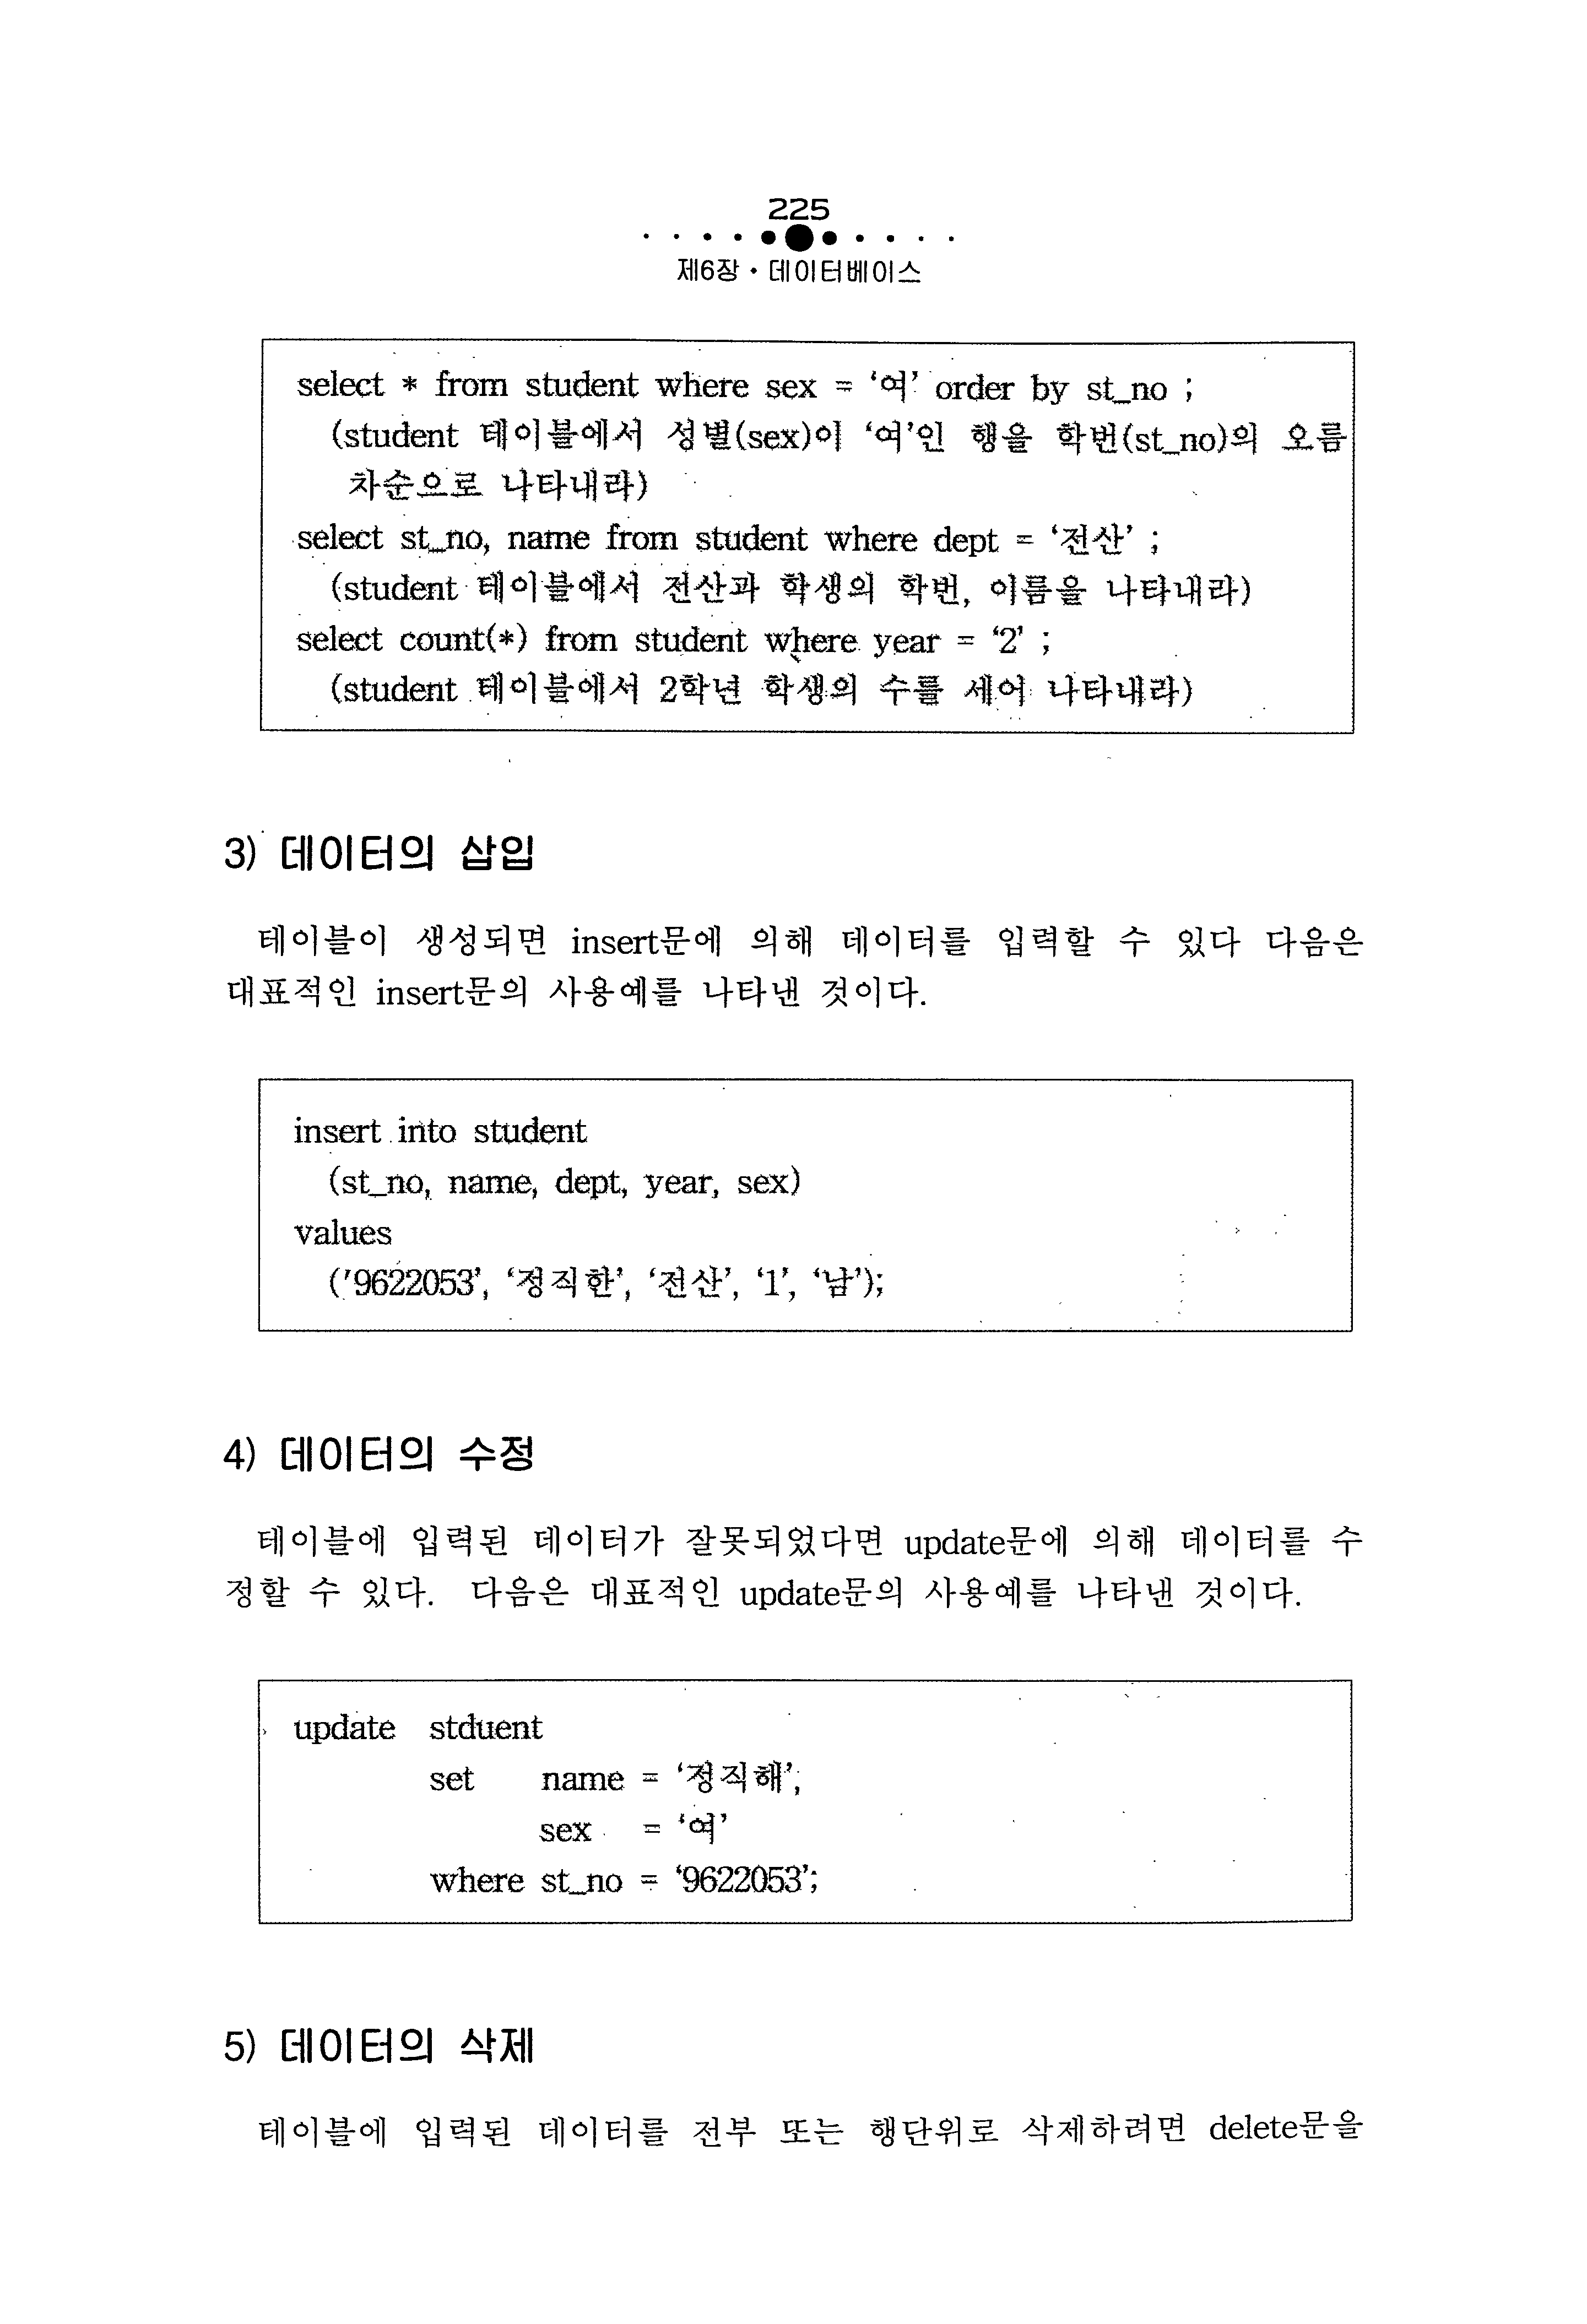 225
제6장 • 데이터베이스
select * from student where sex = ‘여’ order by st_no ;
(student 테이블에서 성별(sex)이 ‘여’인 행을 학번(st_no)의 오름
차순으로 나타내라)
select st_no, name from student where dept = ‘전산’ ;
(student 테이블에서 전산과 학생의 학번, 이름을 나타내라)
select count(*) from student where year = ‘2’ ;
(student 테이블에서 2학년 학생의 수를 세어 나타내라)
3) 데이터의 삽입
테이블이 생성되면 insert문에 의해 데이터를 입력할 수 있다 다음은
대표적인 insert문의 사용예를 나타낸 것이다.
insert into student
(st_no, name, dept, year, sex)
values
('9622053’, ‘정직한’, ‘전산’, ‘1’, ‘남’);
4) 데이터의 수정
테이블에 입력된 데이터가 잘못되었다면 update문에 의해 데이터를 수
정할 수 있다. 다음은 대표적인 update문의 사용예를 나타낸 것이다.
update stduent
set name = ‘정직해’,
sex = ‘여’
where st_no = ‘9622053’;
5) 데이터의 삭제
테이블에 입력된 데이터를 전부 또는 행단위로 삭제하려면 delete문을